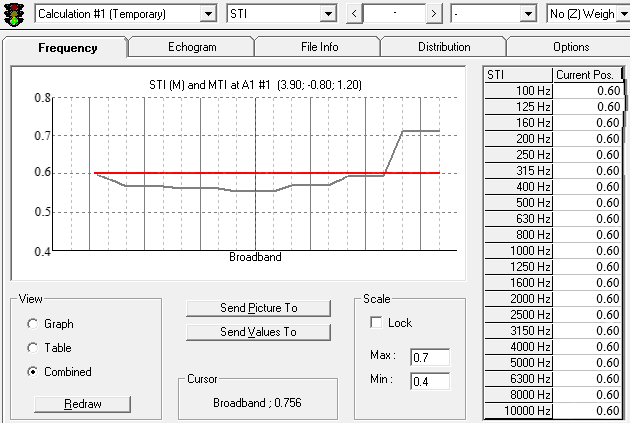 Calculation #1 (Temporary) STI < - > - No (Z) Weigh
Frequency Echogram File Info Distribution Options
STI (M) and MTI at A1 #1 (3.90; -0.80; 1.20)
0.8
0.7
0.6
0.5
0.4
Broadband
STI Current Pos.
100 Hz 0.60
125 Hz 0.60
160 Hz 0.60
200 Hz 0.60
250 Hz 0.60
315 Hz 0.60
400 Hz 0.60
500 Hz 0.60
630 Hz 0.60
800 Hz 0.60
1000 Hz 0.60
1250 Hz 0.60
1600 Hz 0.60
2000 Hz 0.60
2500 Hz 0.60
3150 Hz 0.60
4000 Hz 0.60
5000 Hz 0.60
6300 Hz 0.60
8000 Hz 0.60
10000 Hz 0.60
View
Graph
Table
Combined
Redraw
Send Picture To
Send Values To
Cursor
Broadband ; 0.756
Scale
Lock
Max : 0.7
Min : 0.4